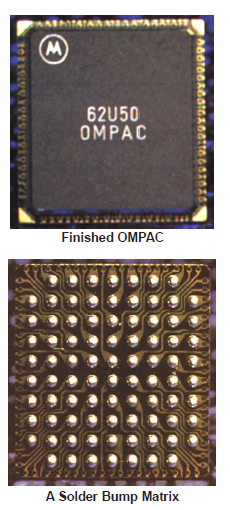 M
62U50
OMPAC
Finished OMPAC
A Solder Bump Matrix